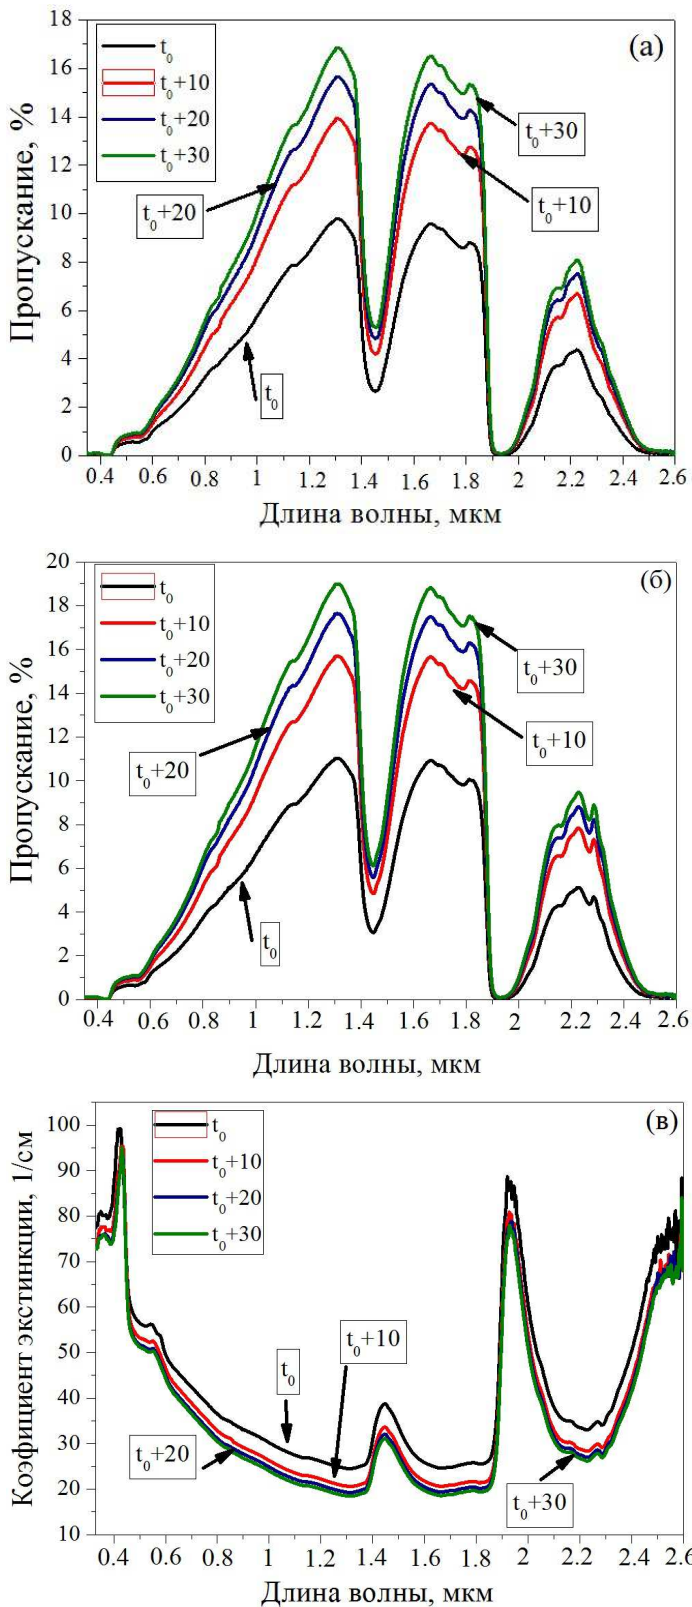 18
(а)
t0
t0+10
t0+20
t0+30
16
14
12
10
8
6
4
2
0
Пропускание, %
t0+30
t0+10
t0+20
t0
0.4 0.6 0.8 1 1.2 1.4 1.6 1.8 2 2.2 2.4 2.6
Длина волны, мкм
20
(б)
t0
t0+10
t0+20
t0+30
18
16
14
12
10
8
6
4
2
0
Пропускание, %
t0+30
t0+10
t0+20
t0
0.4 0.6 0.8 1 1.2 1.4 1.6 1.8 2 2.2 2.4 2.6
Длина волны, мкм
(в)
t0
t0+10
t0+20
t0+30
100
90
80
70
60
50
40
30
20
10
Коэфициент экстинкции, 1/см
t0+10
t0
t0+20
t0+30
0.4 0.6 0.8 1 1.2 1.4 1.6 1.8 2 2.2 2.4 2.6
Длина волны, мкм